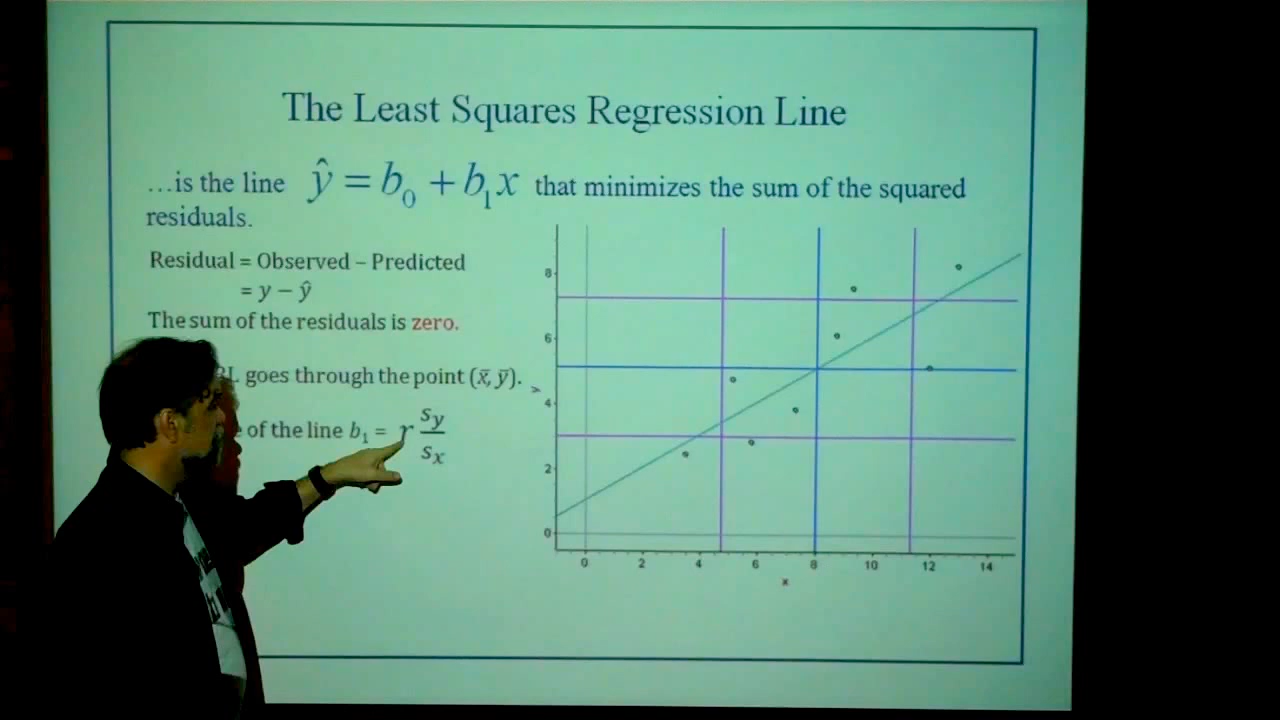 The Least Squares Regression Line
…is the line ŷ = b₀ + b₁x that minimizes the sum of the squared
residuals.
Residual = Observed − Predicted
= y − ŷ
The sum of the residuals is zero.
goes through the point (x̄, ȳ).
of the line b₁ = r s_y / s_x
8
6
y
4
2
0
0 2 4 6 8 10 12 14
x